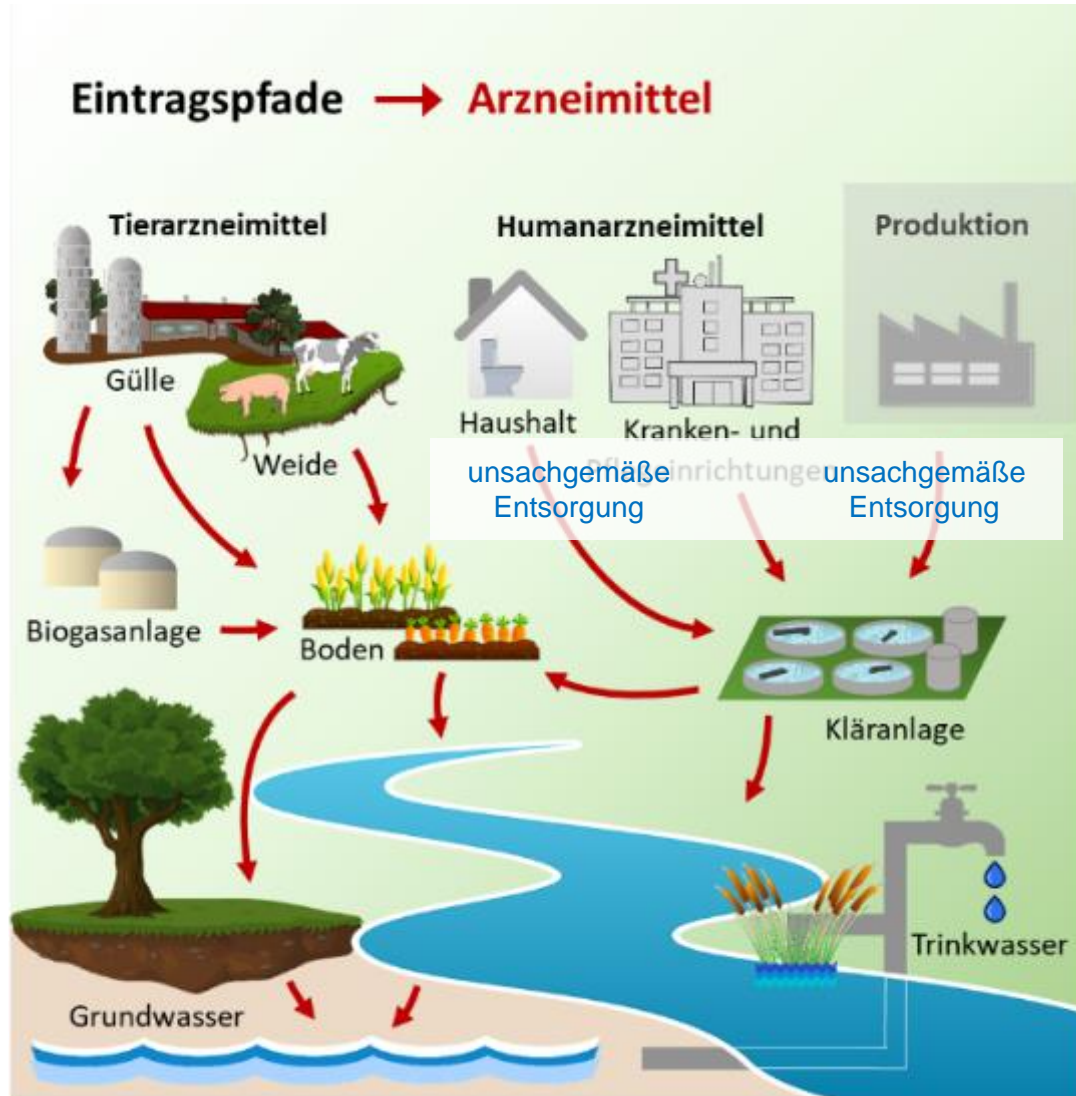 Eintragspfade → Arzneimittel
Tierarzneimittel
Humanarzneimittel
Produktion
Gülle
Weide
Haushalt
Kranken- und
Pflegeeinrichtungen
unsachgemäße
Entsorgung
unsachgemäße
Entsorgung
Biogasanlage
Boden
Kläranlage
Trinkwasser
Grundwasser